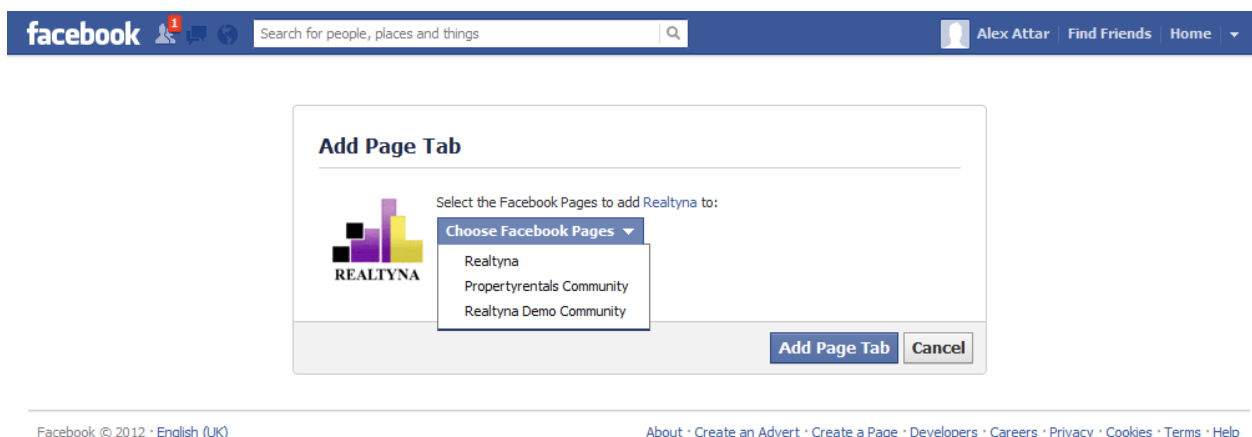 facebook 1 Search for people, places and things Alex Attar Find Friends Home
Add Page Tab
Select the Facebook Pages to add Realtyna to:
Choose Facebook Pages
REALTYNA
Realtyna
Propertyrentals Community
Realtyna Demo Community
Add Page Tab Cancel
Facebook © 2012 · English (UK) About · Create an Advert · Create a Page · Developers · Careers · Privacy · Cookies · Terms · Help